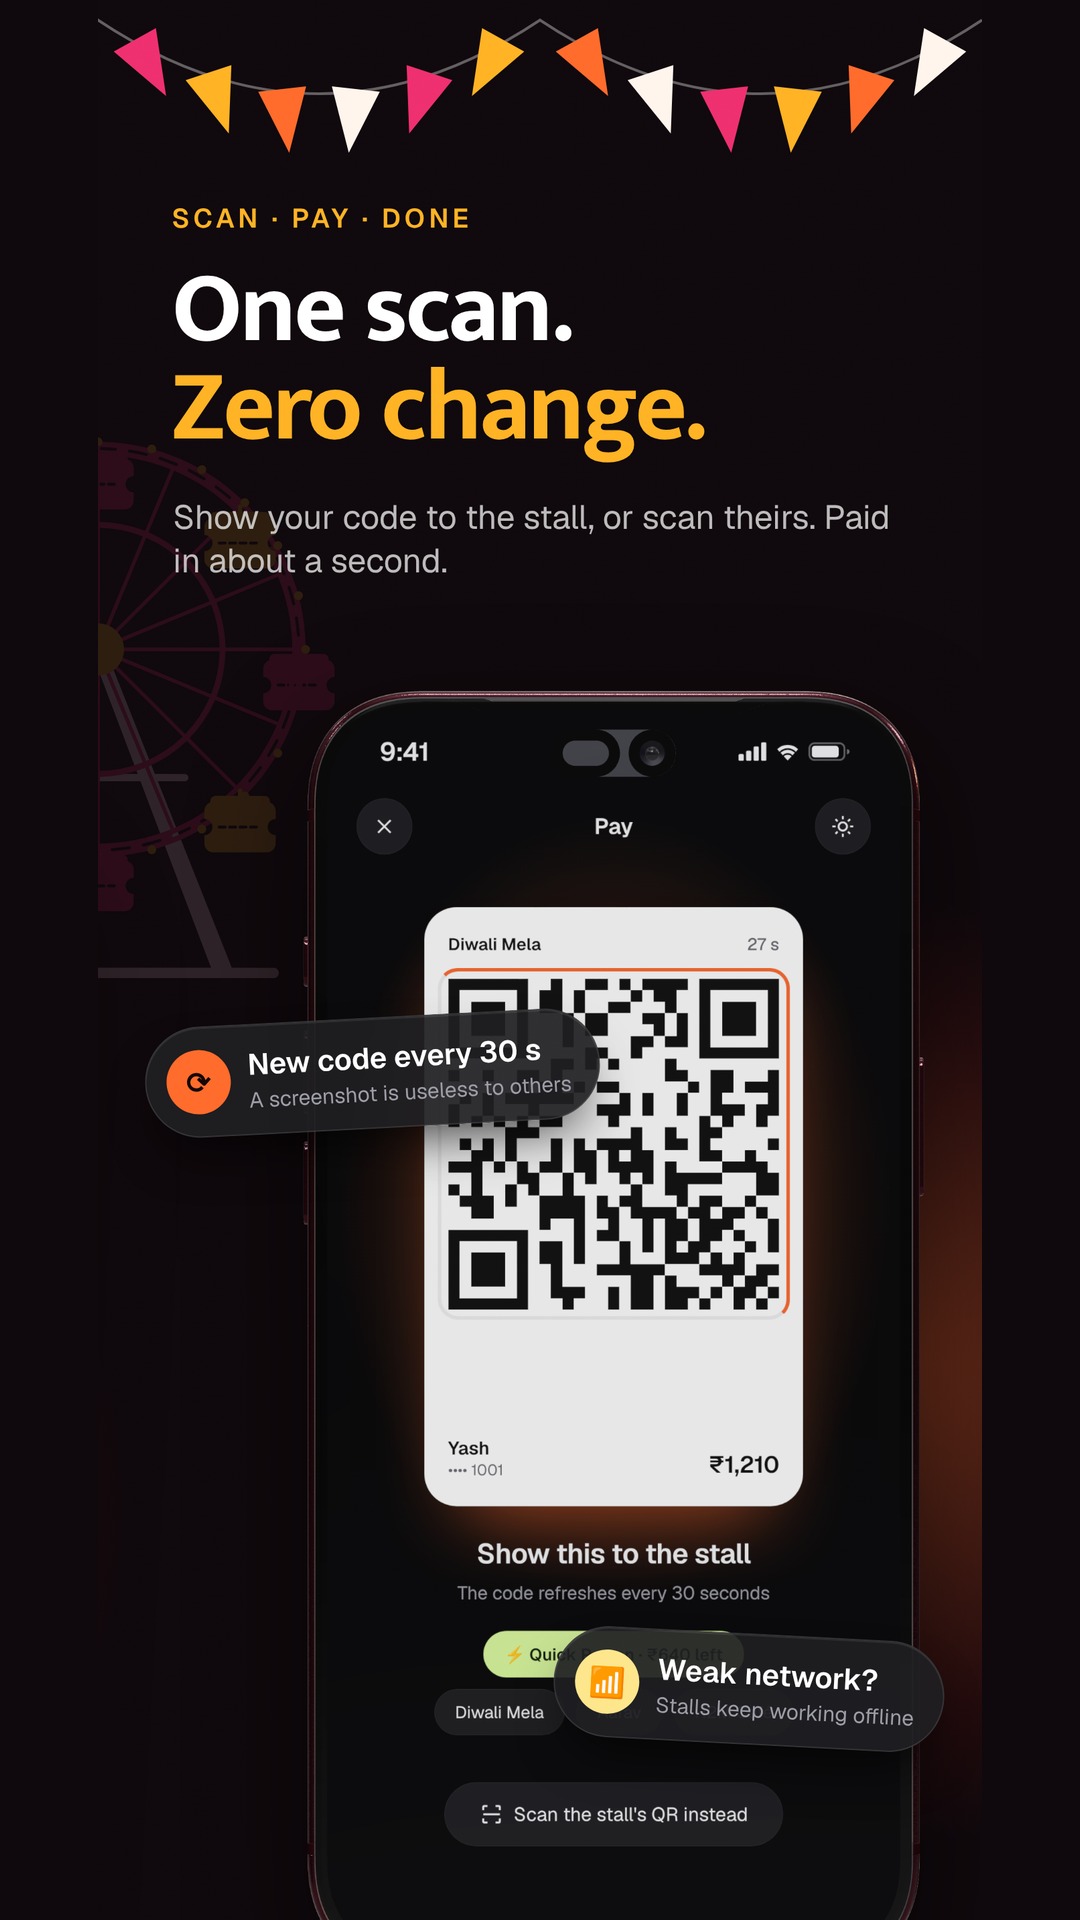 SCAN · PAY · DONE
One scan.
Zero change.
Show your code to the stall, or scan theirs. Paid
in about a second.
9:41
Pay
Diwali Mela
27 s
New code every 30 s
A screenshot is useless to others
Yash
•••• 1001
₹1,210
Show this to the stall
The code refreshes every 30 seconds
⚡ Quick · ₹640 left
Weak network?
Stalls keep working offline
Diwali Mela
Scan the stall's QR instead